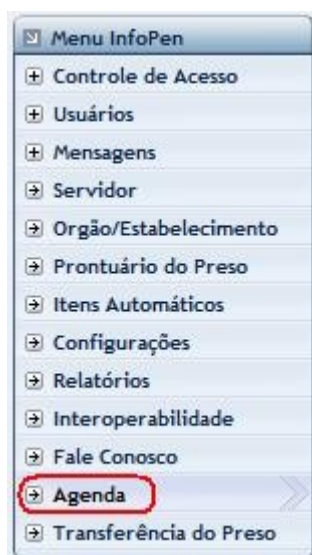 Menu InfoPen
Controle de Acesso
Usuários
Mensagens
Servidor
Orgão/Estabelecimento
Prontuário do Preso
Itens Automáticos
Configurações
Relatórios
Interoperabilidade
Fale Conosco
Agenda
Transferência do Preso